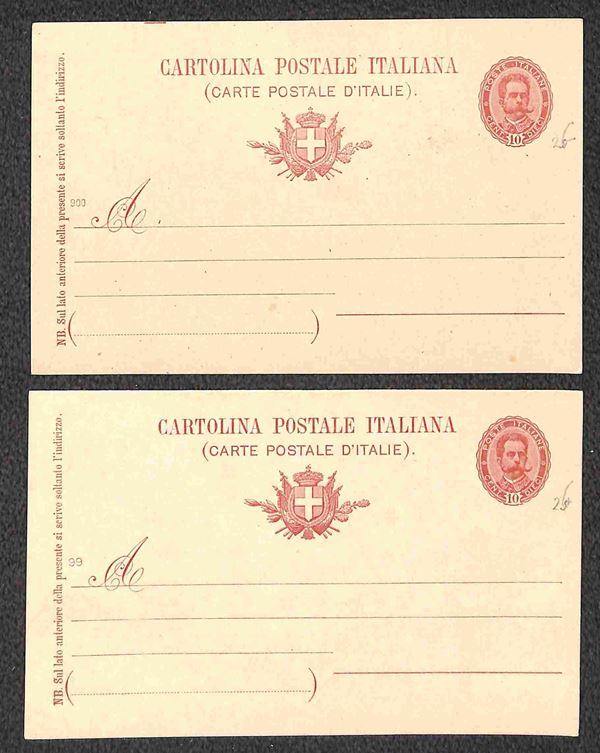 CARTOLINA POSTALE ITALIANA
(CARTE POSTALE D'ITALIE).
POSTE ITALIANE
CENT. 10 DIECI
26
NB. Sul lato anteriore della presente si scrive soltanto l'indirizzo.
900
A
CARTOLINA POSTALE ITALIANA
(CARTE POSTALE D'ITALIE).
POSTE ITALIANE
CENT. 10 DIECI
26
NB. Sul lato anteriore della presente si scrive soltanto l'indirizzo.
99
A